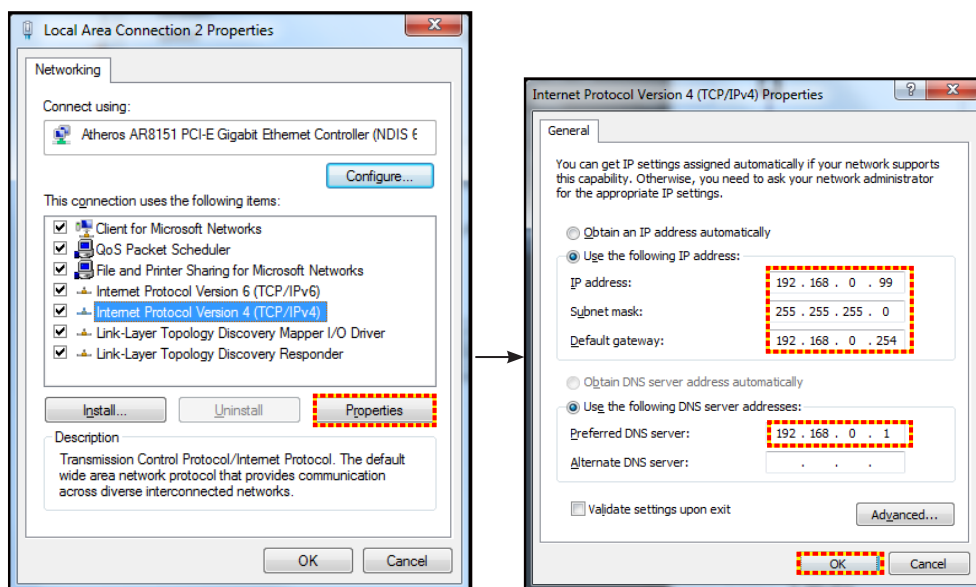 Local Area Connection 2 Properties
Networking
Connect using:
Atheros AR8151 PCI-E Gigabit Ethernet Controller (NDIS 6
Configure...
This connection uses the following items:
Client for Microsoft Networks
QoS Packet Scheduler
File and Printer Sharing for Microsoft Networks
Internet Protocol Version 6 (TCP/IPv6)
Internet Protocol Version 4 (TCP/IPv4)
Link-Layer Topology Discovery Mapper I/O Driver
Link-Layer Topology Discovery Responder
Install...
Uninstall
Properties
Description
Transmission Control Protocol/Internet Protocol. The default
wide area network protocol that provides communication
across diverse interconnected networks.
OK
Cancel
Internet Protocol Version 4 (TCP/IPv4) Properties
?
General
You can get IP settings assigned automatically if your network supports
this capability. Otherwise, you need to ask your network administrator
for the appropriate IP settings.
Obtain an IP address automatically
Use the following IP address:
IP address: 192 . 168 . 0 . 99
Subnet mask: 255 . 255 . 255 . 0
Default gateway: 192 . 168 . 0 . 254
Obtain DNS server address automatically
Use the following DNS server addresses:
Preferred DNS server: 192 . 168 . 0 . 1
Alternate DNS server: . . .
Validate settings upon exit
Advanced...
OK
Cancel